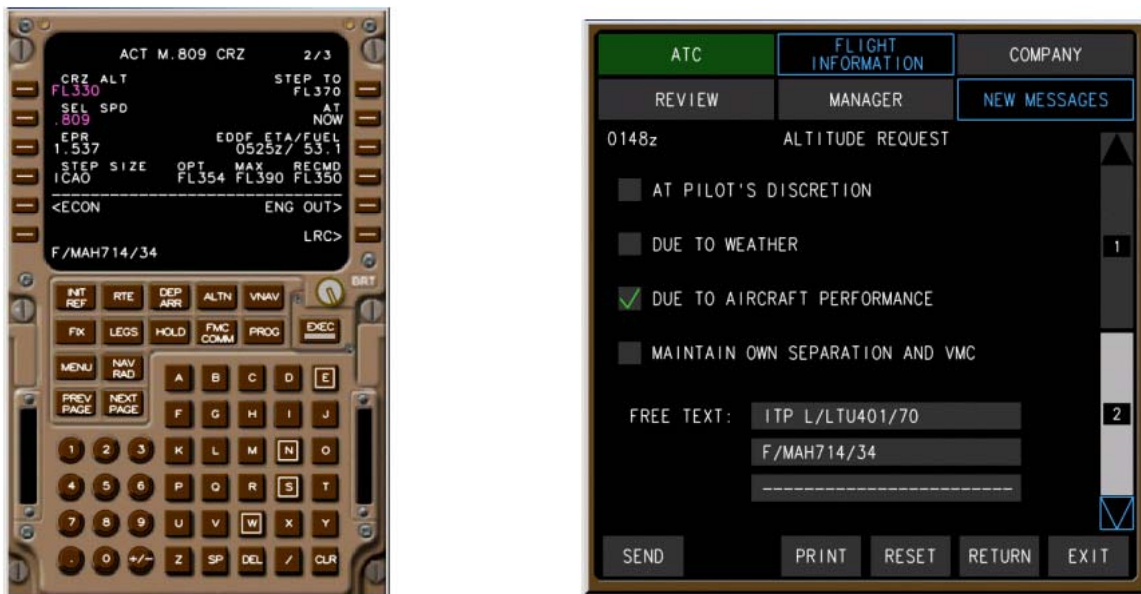 ACT M.809 CRZ 2/3
CRZ ALT STEP TO
FL330 FL370
SEL SPD AT
.809 NOW
EPR EDDF ETA/FUEL
1.537 0525z/ 53.1
STEP SIZE OPT MAX RECMD
ICAO FL354 FL390 FL350
<ECON ENG OUT>
LRC>
F/MAH714/34
BRT
INIT REF RTE DEP ARR ALTN VNAV
FIX LEGS HOLD FMC COMM PROG EXEC
MENU NAV RAD
PREV PAGE NEXT PAGE
A B C D E
F G H I J
1 2 3 K L M N O
4 5 6 P Q R S T
7 8 9 U V W X Y
. 0 +/- Z SP DEL / CLR
ATC FLIGHT INFORMATION COMPANY
REVIEW MANAGER NEW MESSAGES
0148z ALTITUDE REQUEST
AT PILOT'S DISCRETION
DUE TO WEATHER
1
DUE TO AIRCRAFT PERFORMANCE
MAINTAIN OWN SEPARATION AND VMC
FREE TEXT: ITP L/LTU401/70
2
F/MAH714/34
------------------------
SEND PRINT RESET RETURN EXIT